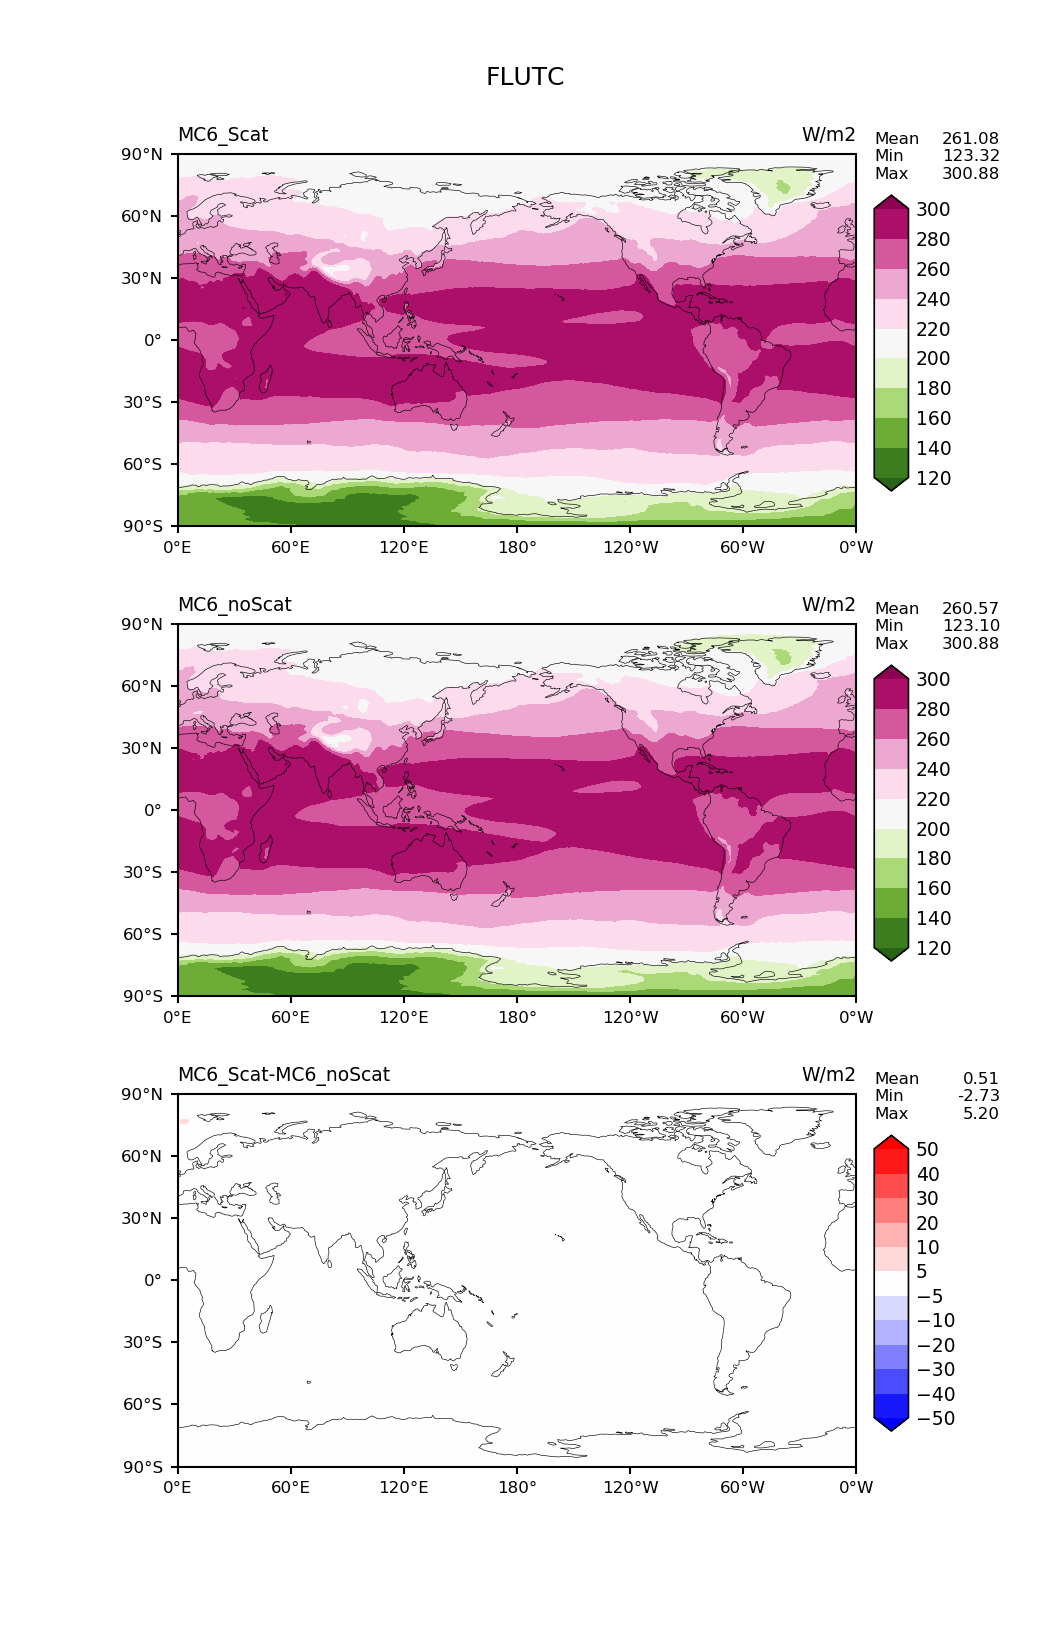 FLUTC
MC6_Scat W/m2
Mean 261.08
Min 123.32
Max 300.88
90°N
60°N
30°N
0°
30°S
60°S
90°S
0°E 60°E 120°E 180° 120°W 60°W 0°W
300
280
260
240
220
200
180
160
140
120
MC6_noScat W/m2
Mean 260.57
Min 123.10
Max 300.88
90°N
60°N
30°N
0°
30°S
60°S
90°S
0°E 60°E 120°E 180° 120°W 60°W 0°W
300
280
260
240
220
200
180
160
140
120
MC6_Scat-MC6_noScat W/m2
Mean 0.51
Min -2.73
Max 5.20
90°N
60°N
30°N
0°
30°S
60°S
90°S
0°E 60°E 120°E 180° 120°W 60°W 0°W
50
40
30
20
10
5
−5
−10
−20
−30
−40
−50